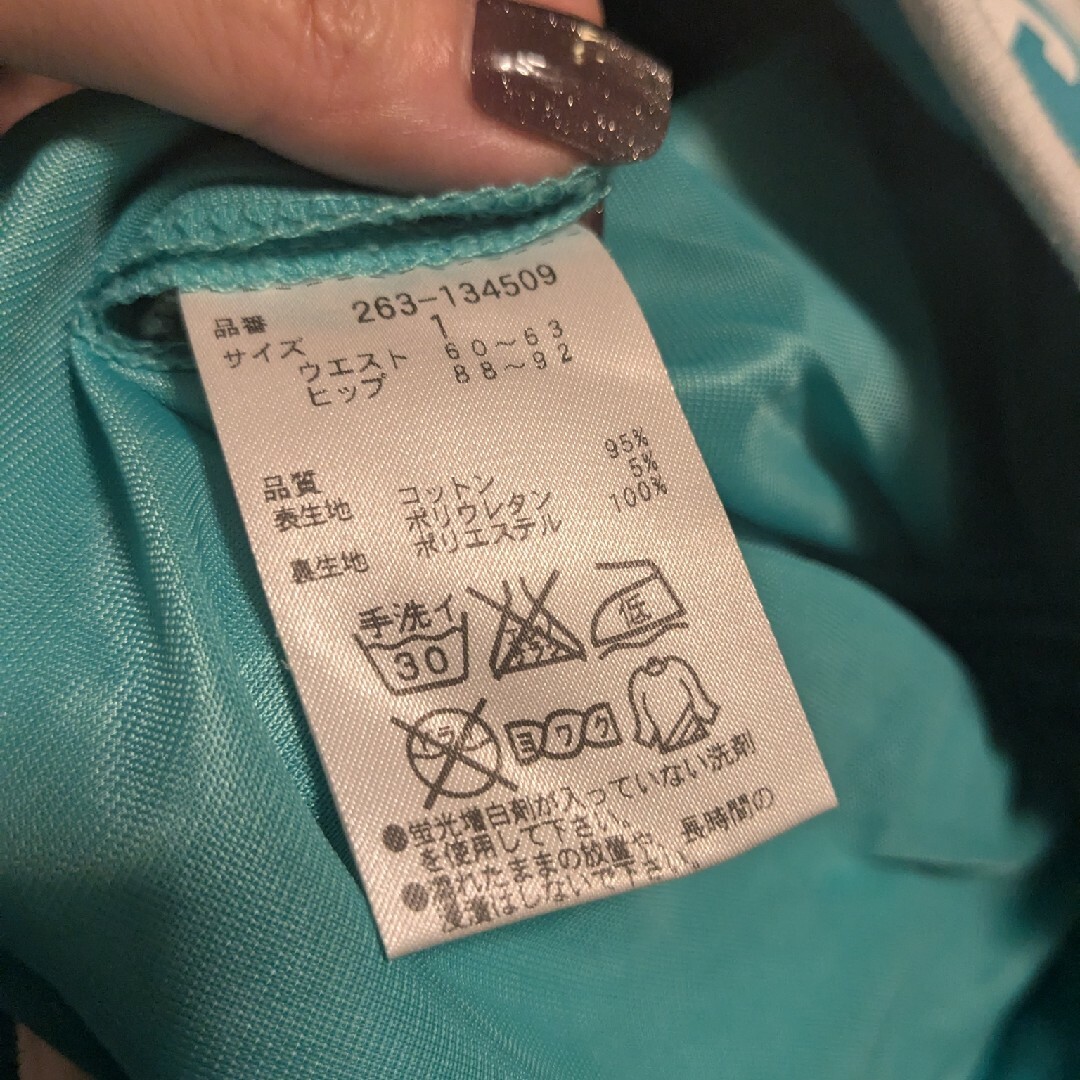 品番 263-134509
サイズ 1
ウエスト 60～63
ヒップ 88～92
品質
表生地 コットン 95%
ポリウレタン 5%
裏生地 ポリエステル 100%
手洗イ 低
30
ヨワク
●蛍光増白剤が入っていない洗剤
を使用して下さい。
●濡れたままの放置や、長時間の
浸漬はしないで下さい。